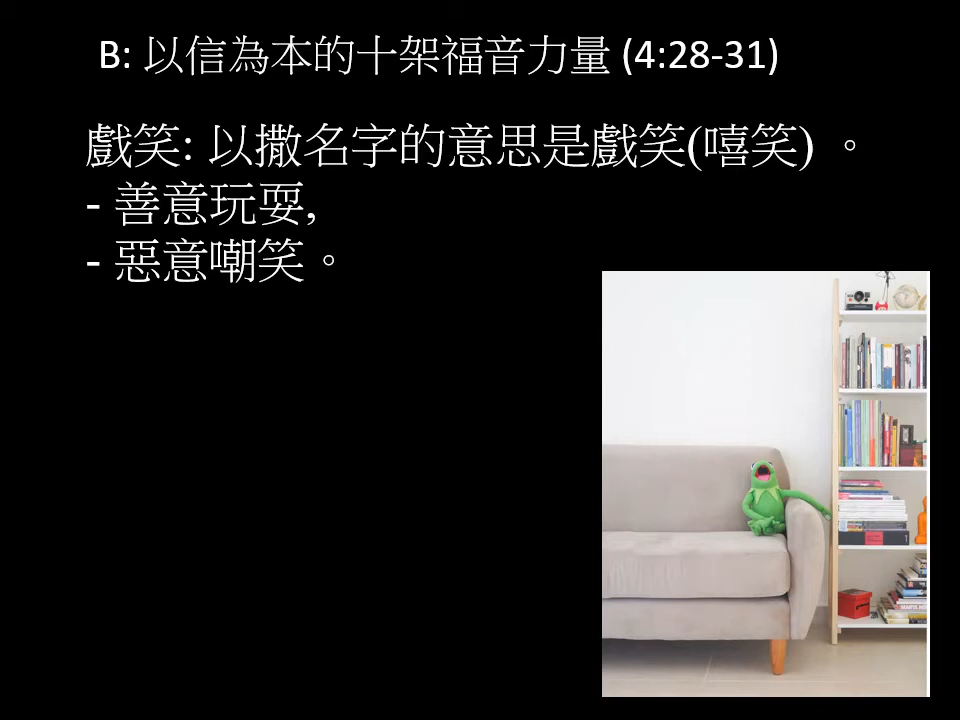 B: 以信為本的十架福音力量 (4:28-31)
戲笑: 以撒名字的意思是戲笑(嘻笑) 。
- 善意玩耍,
- 惡意嘲笑。